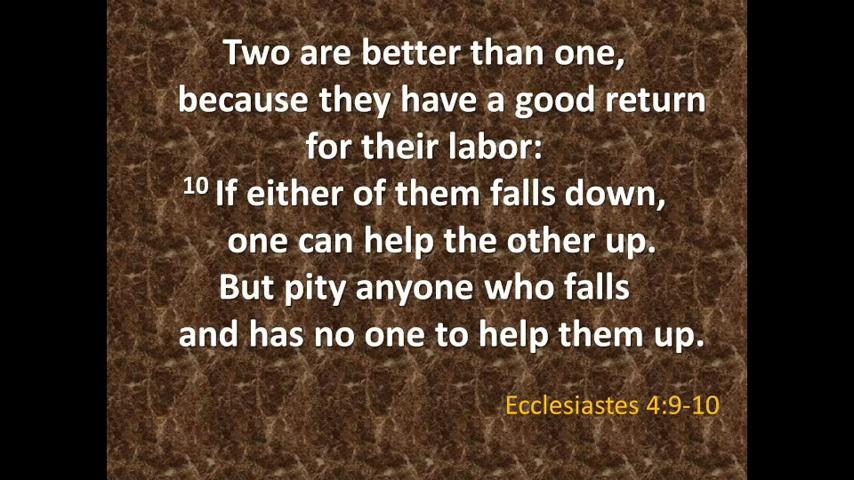 Two are better than one,
because they have a good return
for their labor:
10 If either of them falls down,
one can help the other up.
But pity anyone who falls
and has no one to help them up.
Ecclesiastes 4:9-10